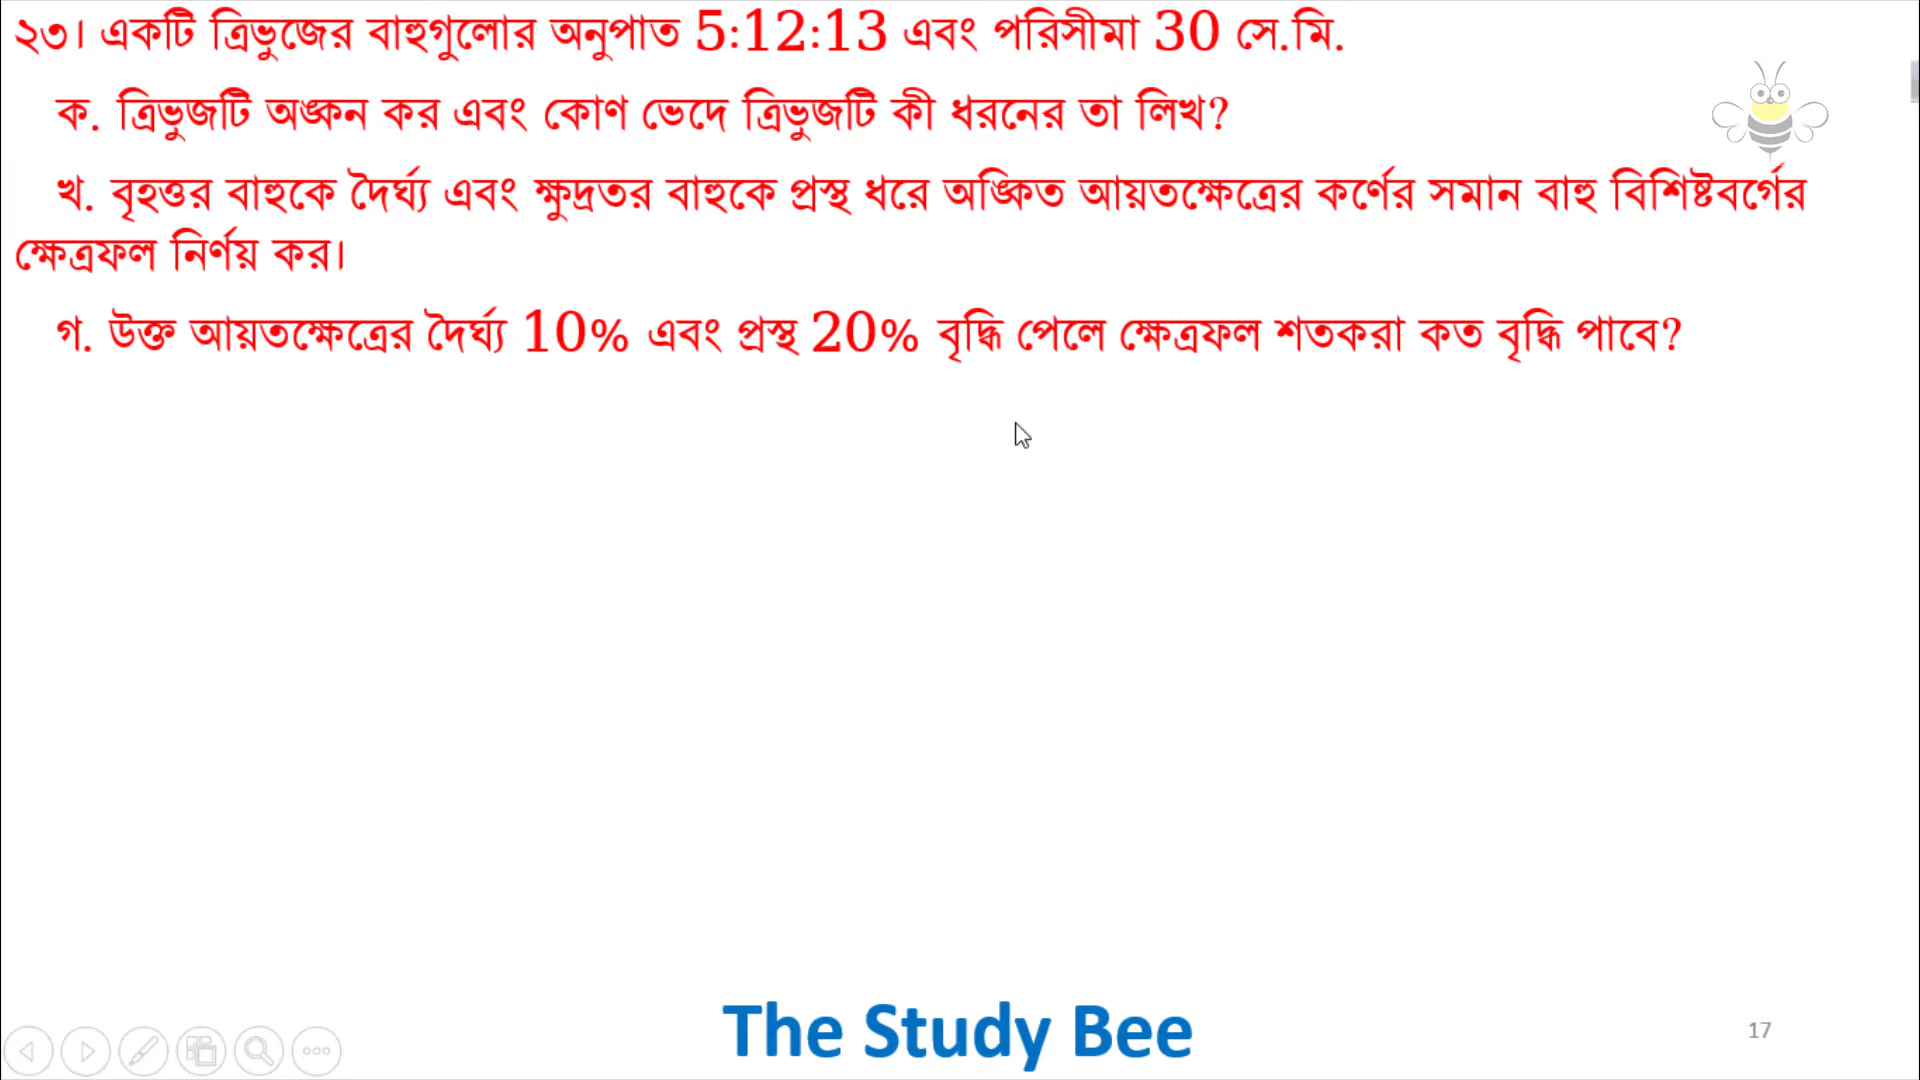 ২৩। একটি ত্রিভুজের বাহুগুলোর অনুপাত 5:12:13 এবং পরিসীমা 30 সে.মি.
ক. ত্রিভুজটি অঙ্কন কর এবং কোণ ভেদে ত্রিভুজটি কী ধরনের তা লিখ?
খ. বৃহত্তর বাহুকে দৈর্ঘ্য এবং ক্ষুদ্রতর বাহুকে প্রস্থ ধরে অঙ্কিত আয়তক্ষেত্রের কর্ণের সমান বাহু বিশিষ্টবর্গের
ক্ষেত্রফল নির্ণয় কর।
গ. উক্ত আয়তক্ষেত্রের দৈর্ঘ্য 10% এবং প্রস্থ 20% বৃদ্ধি পেলে ক্ষেত্রফল শতকরা কত বৃদ্ধি পাবে?
The Study Bee
17